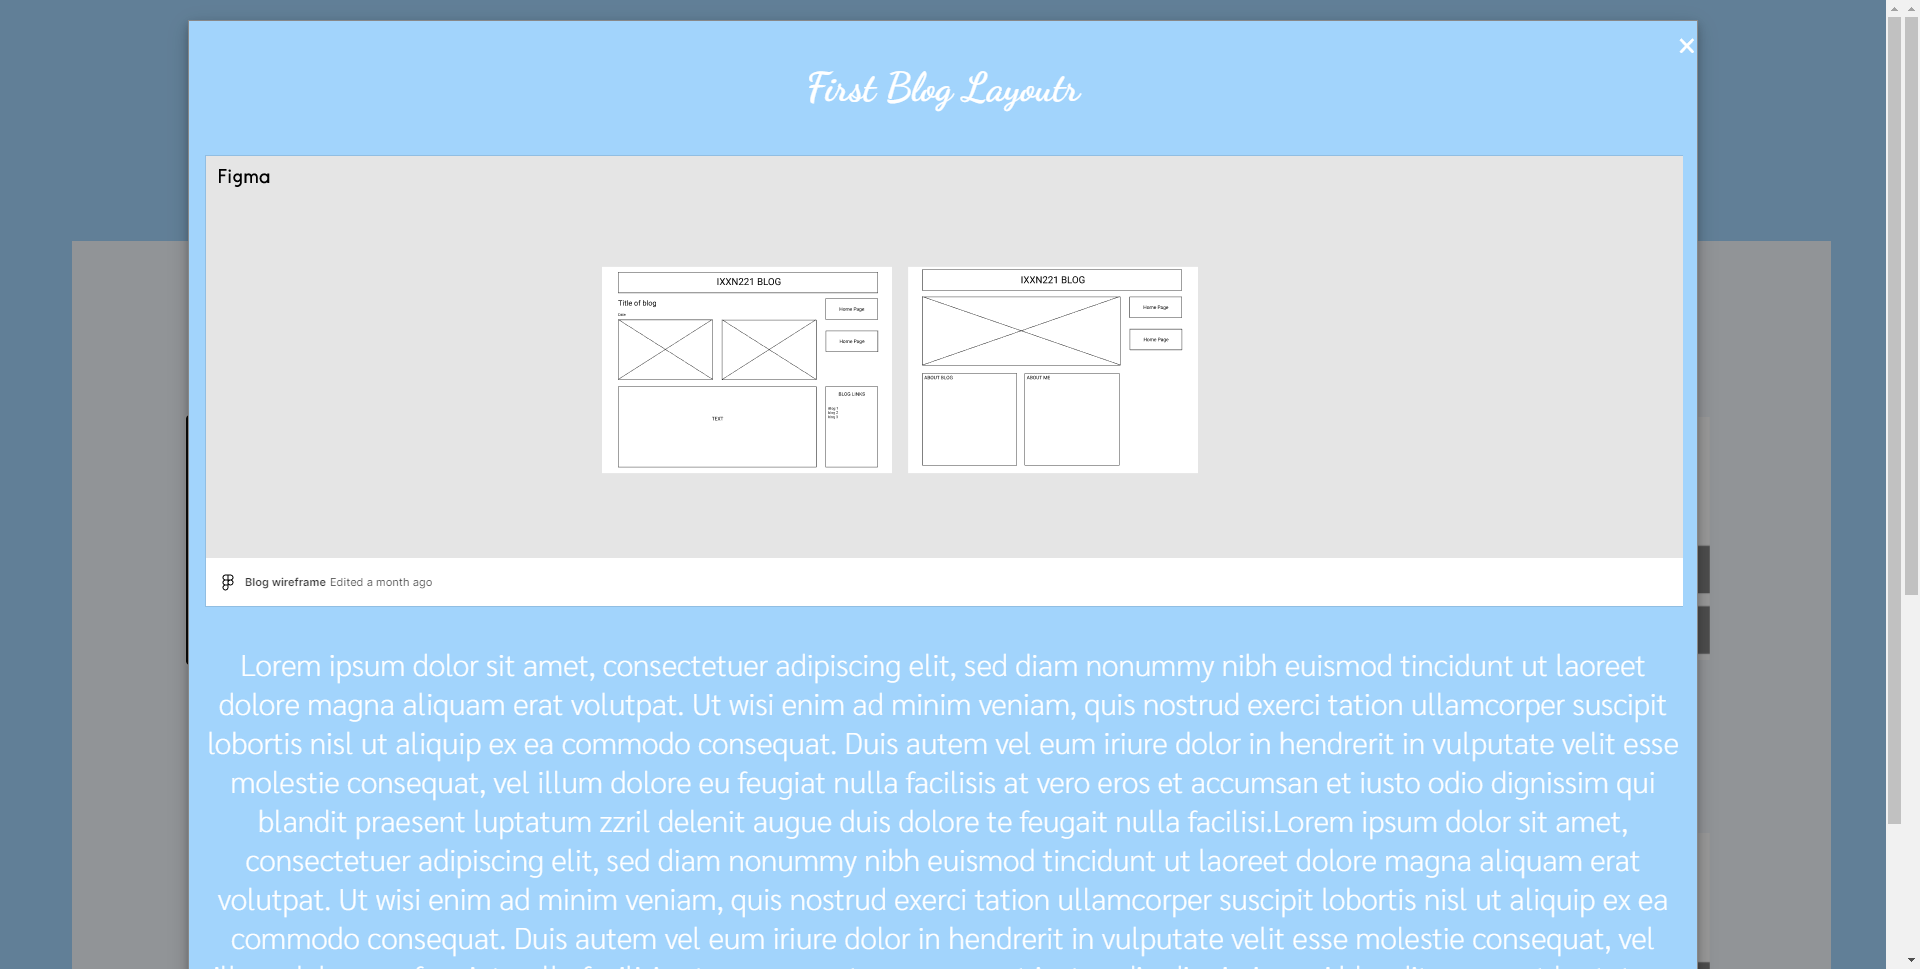 First Blog Layoutr
Figma
IXXN221 BLOG
Title of blog
Home Page
Home Page
TEXT
BLOG LINKS
Blog 1
blog 2
blog 3
IXXN221 BLOG
Home Page
Home Page
ABOUT BLOG
ABOUT ME
Blog wireframe Edited a month ago
Lorem ipsum dolor sit amet, consectetuer adipiscing elit, sed diam nonummy nibh euismod tincidunt ut laoreet
dolore magna aliquam erat volutpat. Ut wisi enim ad minim veniam, quis nostrud exerci tation ullamcorper suscipit
lobortis nisl ut aliquip ex ea commodo consequat. Duis autem vel eum iriure dolor in hendrerit in vulputate velit esse
molestie consequat, vel illum dolore eu feugiat nulla facilisis at vero eros et accumsan et iusto odio dignissim qui
blandit praesent luptatum zzril delenit augue duis dolore te feugait nulla facilisi.Lorem ipsum dolor sit amet,
consectetuer adipiscing elit, sed diam nonummy nibh euismod tincidunt ut laoreet dolore magna aliquam erat
volutpat. Ut wisi enim ad minim veniam, quis nostrud exerci tation ullamcorper suscipit lobortis nisl ut aliquip ex ea
commodo consequat. Duis autem vel eum iriure dolor in hendrerit in vulputate velit esse molestie consequat, vel